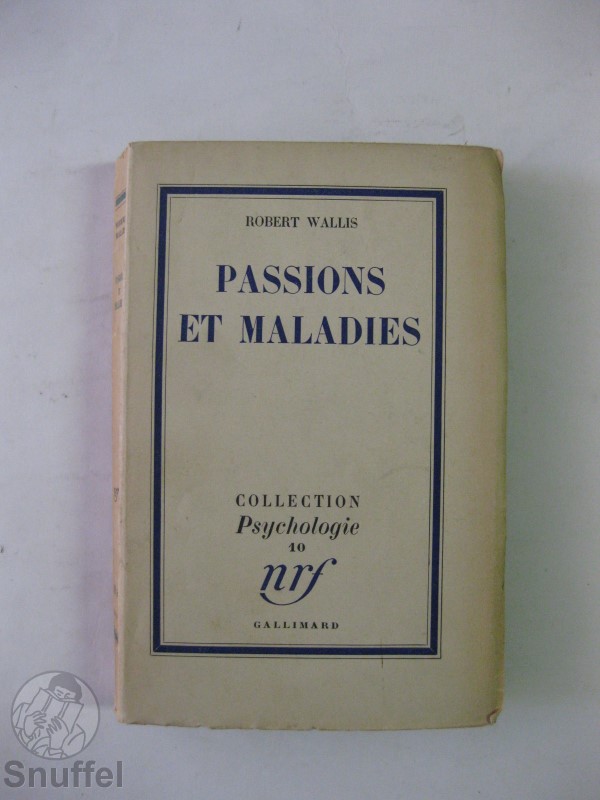 ROBERT WALLIS
PASSIONS
ET MALADIES
COLLECTION
Psychologie
10
nrf
GALLIMARD
Snuffel